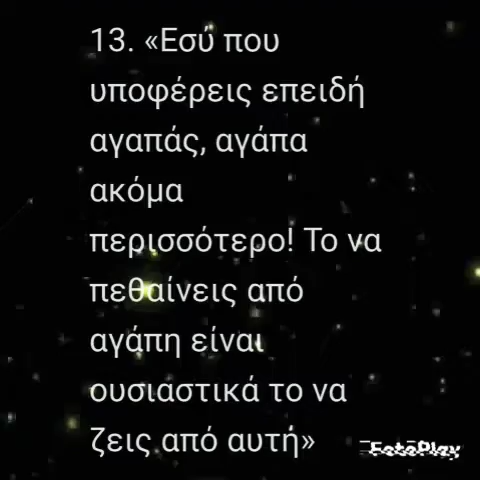 13. «Εσύ που
υποφέρεις επειδή
αγαπάς, αγάπα
ακόμα
περισσότερο! Το να
πεθαίνεις από
αγάπη είναι
ουσιαστικά το να
ζεις από αυτή»
FotoPlay